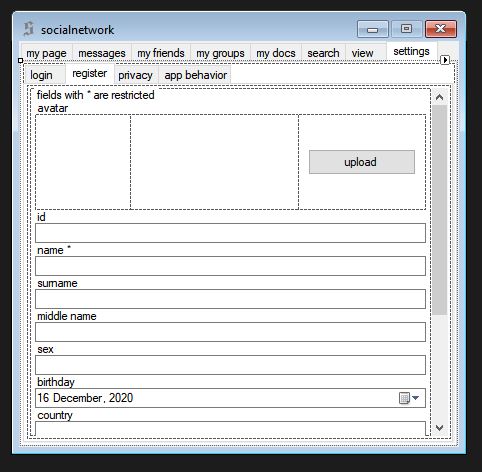 socialnetwork
my page messages my friends my groups my docs search view settings
login register privacy app behavior
fields with * are restricted
avatar
upload
id
name *
surname
middle name
sex
birthday
16 December, 2020
country